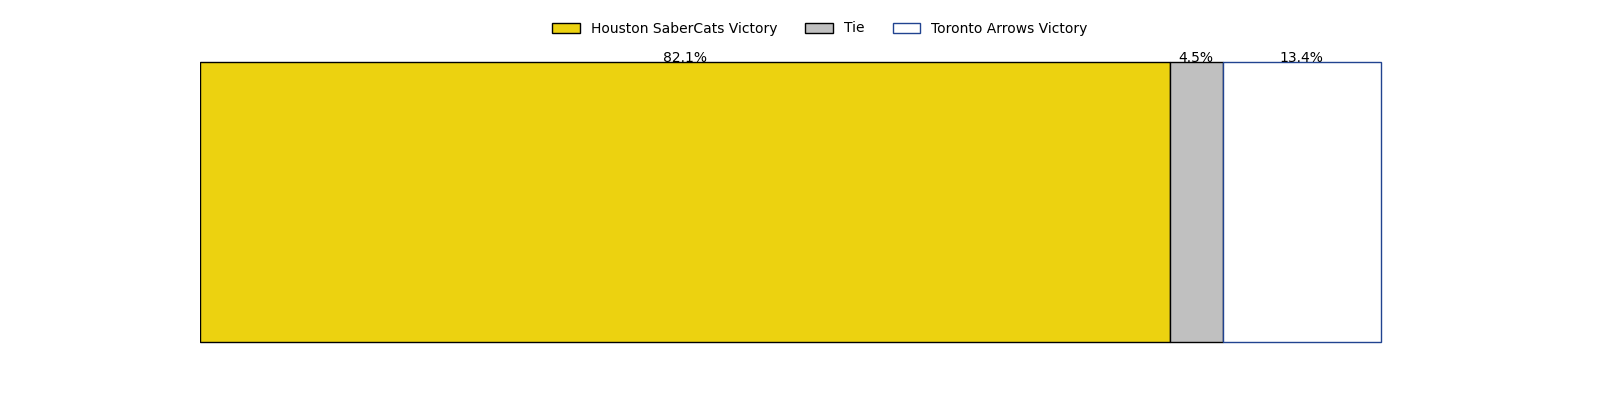 Houston SaberCats Victory Tie Toronto Arrows Victory
82.1% 4.5% 13.4%